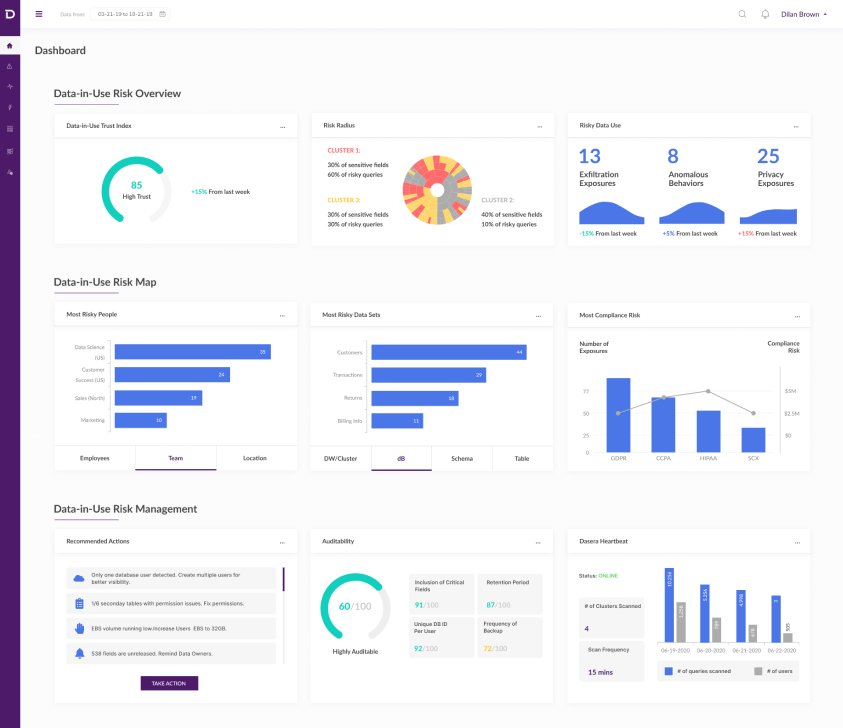 D
Data from 03-21-19 to 10-21-19
Dilan Brown
Dashboard
Data-in-Use Risk Overview
Data-in-Use Trust Index ...
85
High Trust
+15% From last week
Risk Radius ...
CLUSTER 1:
30% of sensitive fields
60% of risky queries
CLUSTER 3:
30% of sensitive fields
30% of risky queries
CLUSTER 2:
40% of sensitive fields
10% of risky queries
Risky Data Use ...
13 8 25
Exfiltration Anomalous Privacy
Exposures Behaviors Exposures
-15% From last week +5% From last week +15% From last week
Data-in-Use Risk Map
Most Risky People ...
Data Science
(US)
35
Customer
Success (US)
24
Sales (North) 19
Marketing 10
Employees Team Location
Most Risky Data Sets ...
Customers 44
Transactions 29
Returns 18
Billing Info 11
DW/Cluster dB Schema Table
Most Compliance Risk ...
Number of Compliance
Exposures Risk
77 $5M
50 $2.5M
25 $0
0
GDPR CCPA HIPAA SCX
Data-in-Use Risk Management
Recommended Actions ...
Only one database user detected. Create multiple users for
better visibility.
1/6 seconday tables with permission issues. Fix permissions.
EBS volume running low.Increase Users EBS to 32GB.
538 fields are unreleased. Remind Data Owners.
TAKE ACTION
Auditability ...
60/100
Highly Auditable
Inclusion of Critical
Fields
91/100
Retention Period
87/100
Unique DB ID
Per User
92/100
Frequency of
Backup
72/100
Dasera Heartbeat ...
Status: ONLINE
# of Clusters Scanned
4
Scan Frequency
15 mins
06-19-2020 06-20-2020 06-21-2020 06-22-2020
# of queries scanned # of users